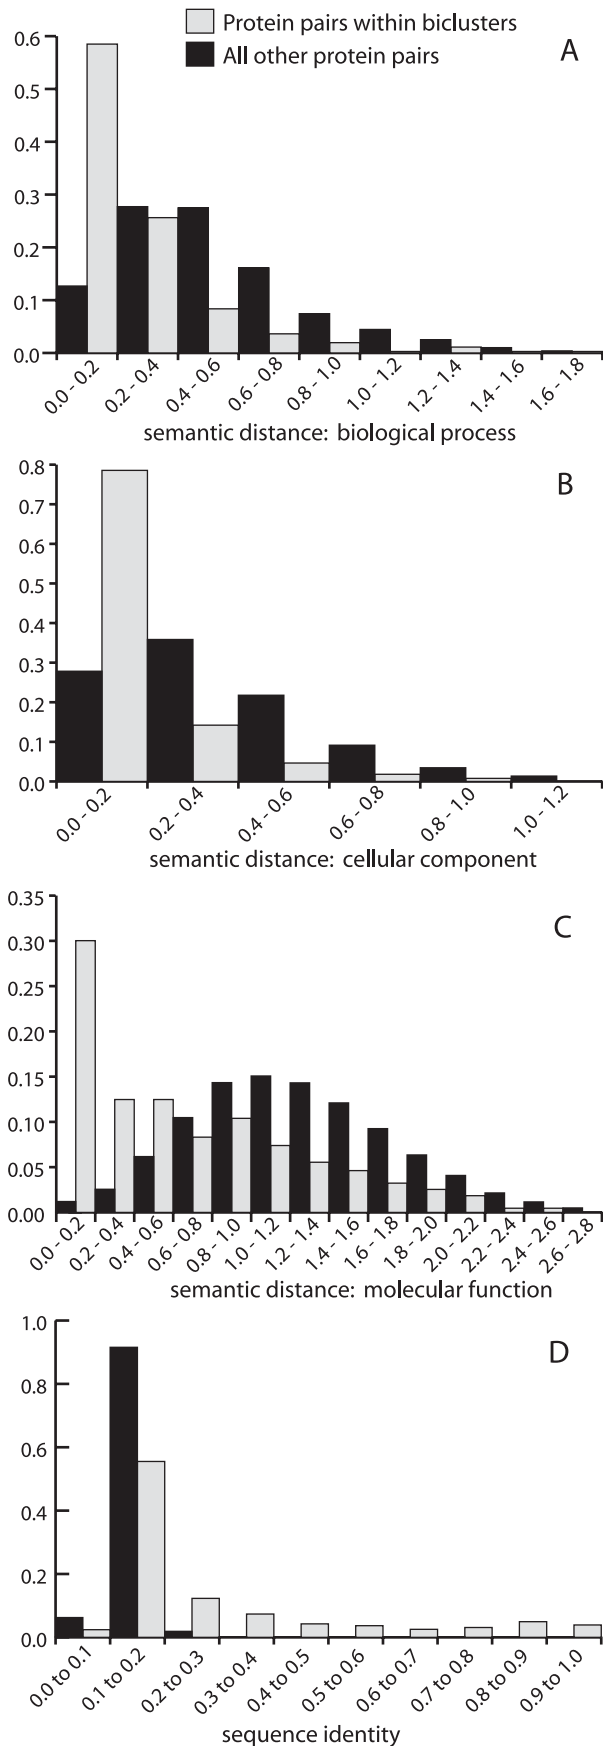 Protein pairs within biclusters
All other protein pairs
A
0.6
0.5
0.4
0.3
0.2
0.1
0.0
0.0 - 0.2
0.2 - 0.4
0.4 - 0.6
0.6 - 0.8
0.8 - 1.0
1.0 - 1.2
1.2 - 1.4
1.4 - 1.6
1.6 - 1.8
semantic distance: biological process
B
0.8
0.7
0.6
0.5
0.4
0.3
0.2
0.1
0.0
0.0 - 0.2
0.2 - 0.4
0.4 - 0.6
0.6 - 0.8
0.8 - 1.0
1.0 - 1.2
semantic distance: cellular component
C
0.35
0.30
0.25
0.20
0.15
0.10
0.05
0.00
0.0 - 0.2
0.2 - 0.4
0.4 - 0.6
0.6 - 0.8
0.8 - 1.0
1.0 - 1.2
1.2 - 1.4
1.4 - 1.6
1.6 - 1.8
1.8 - 2.0
2.0 - 2.2
2.2 - 2.4
2.4 - 2.6
2.6 - 2.8
semantic distance: molecular function
D
1.0
0.8
0.6
0.4
0.2
0.0
0.0 to 0.1
0.1 to 0.2
0.2 to 0.3
0.3 to 0.4
0.4 to 0.5
0.5 to 0.6
0.6 to 0.7
0.7 to 0.8
0.8 to 0.9
0.9 to 1.0
sequence identity